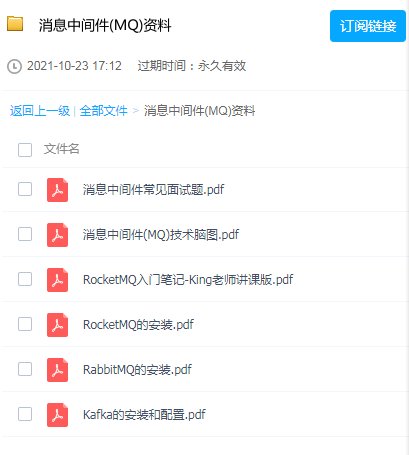 消息中间件(MQ)资料
订阅链接
2021-10-23 17:12 过期时间：永久有效
返回上一级 | 全部文件 > 消息中间件(MQ)资料
文件名
消息中间件常见面试题.pdf
消息中间件(MQ)技术脑图.pdf
RocketMQ入门笔记-King老师讲课版.pdf
RocketMQ的安装.pdf
RabbitMQ的安装.pdf
Kafka的安装和配置.pdf